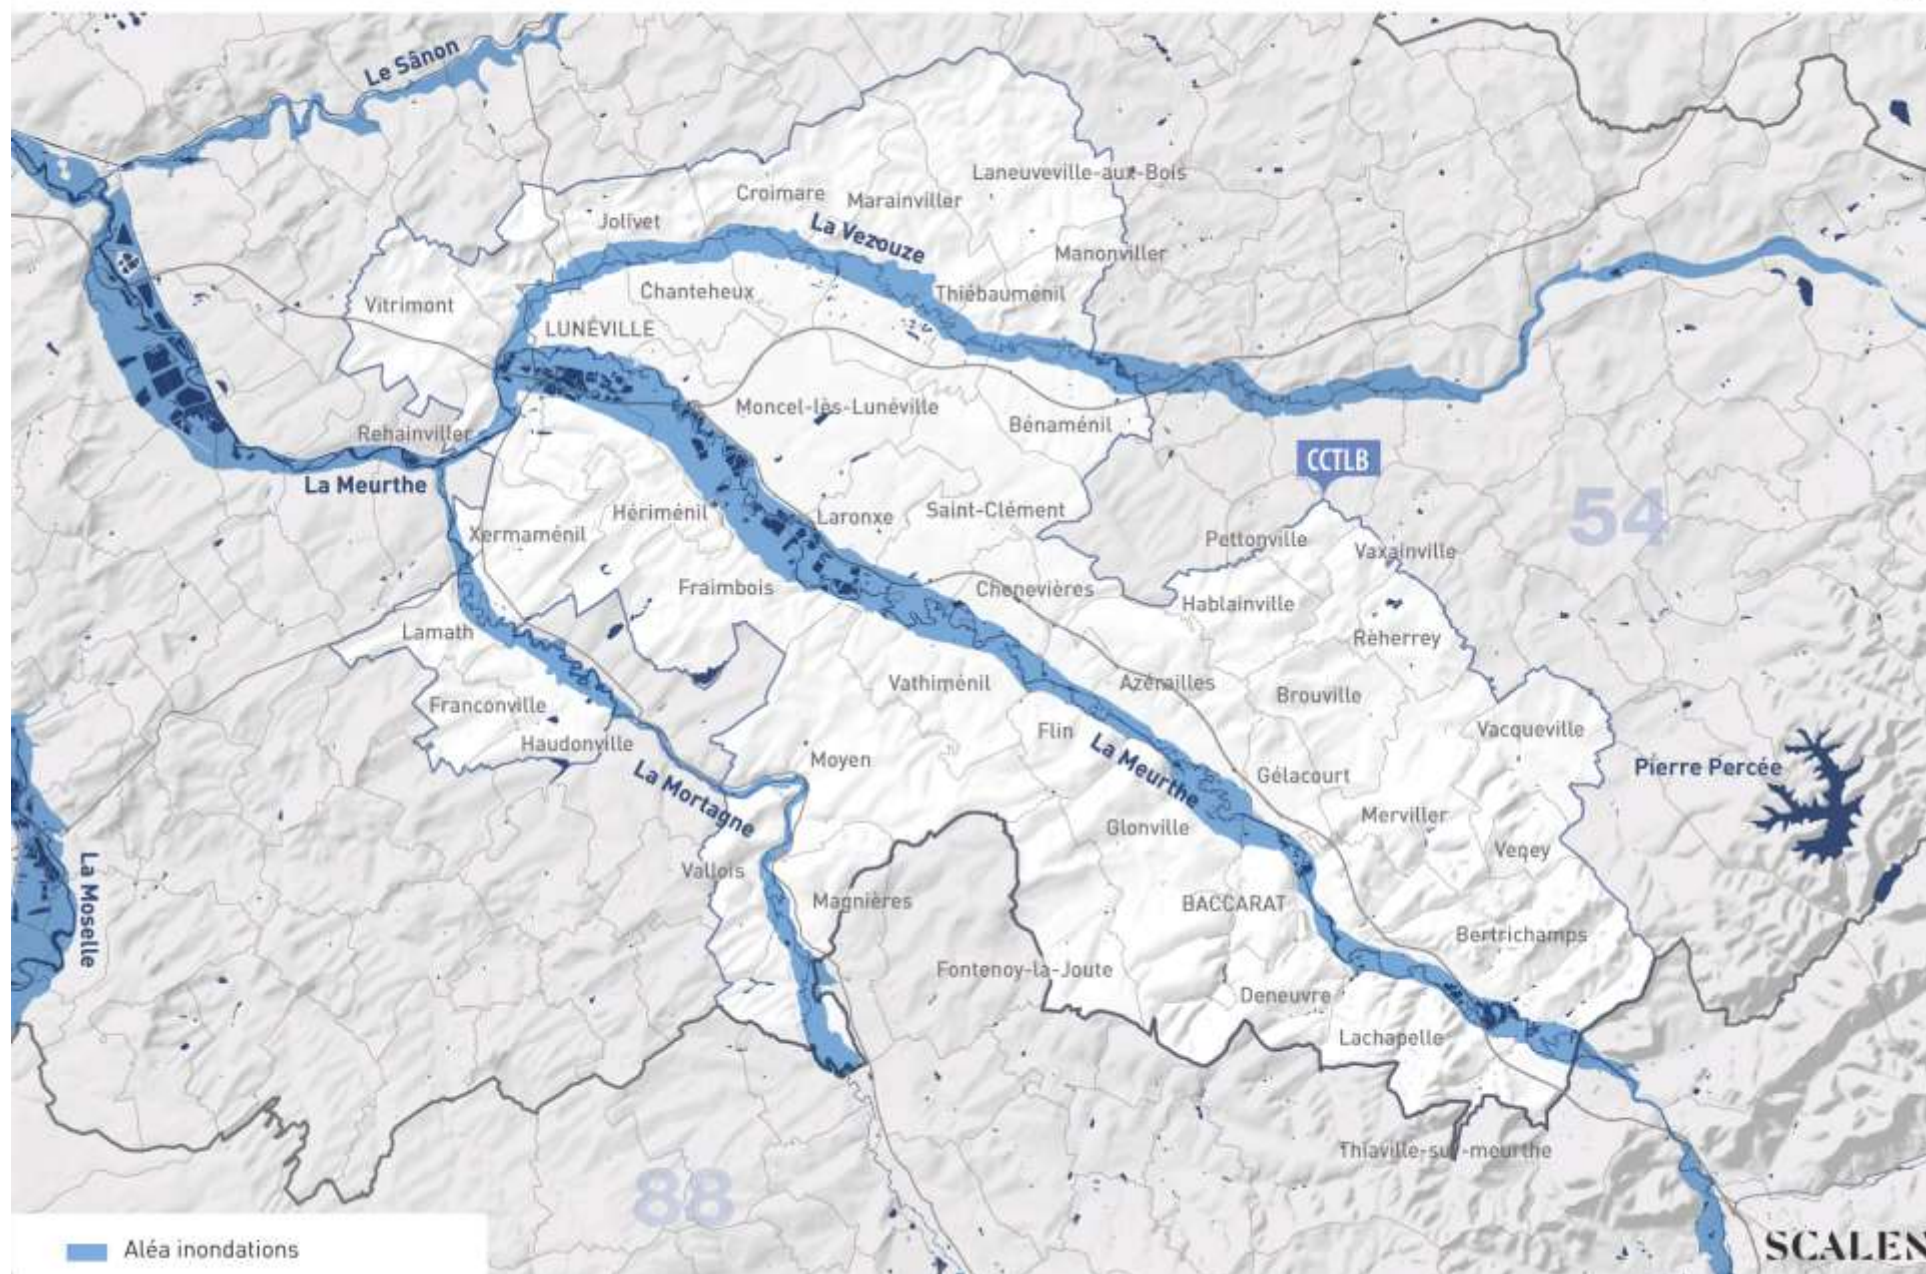 Le Sânon
Laneuveville-aux-Bois
Croimare
Marainviller
Jolivet
La Vezouze
Manonviller
Chanteheux
Thiébauménil
Vitrimont
LUNÉVILLE
Moncel-lès-Lunéville
Bénaménil
Rehainviller
CCTLB
La Meurthe
54
Hériménil
Laronxe
Saint-Clément
Xermaménil
Pettonville
Vaxainville
Fraimbois
Chenevières
Hablainville
Lamath
Réherrey
Vathiménil
Azérailles
Brouville
Franconville
Flin
Vacqueville
Haudonville
Moyen
La Meurthe
Pierre Percée
Gélacourt
La Mortagne
Merviller
Glonville
Veney
Vallois
La Moselle
Magnières
BACCARAT
Bertrichamps
Fontenoy-la-Joute
Deneuvre
Lachapelle
Thiaville-sur-meurthe
88
Aléa inondations
SCALEN